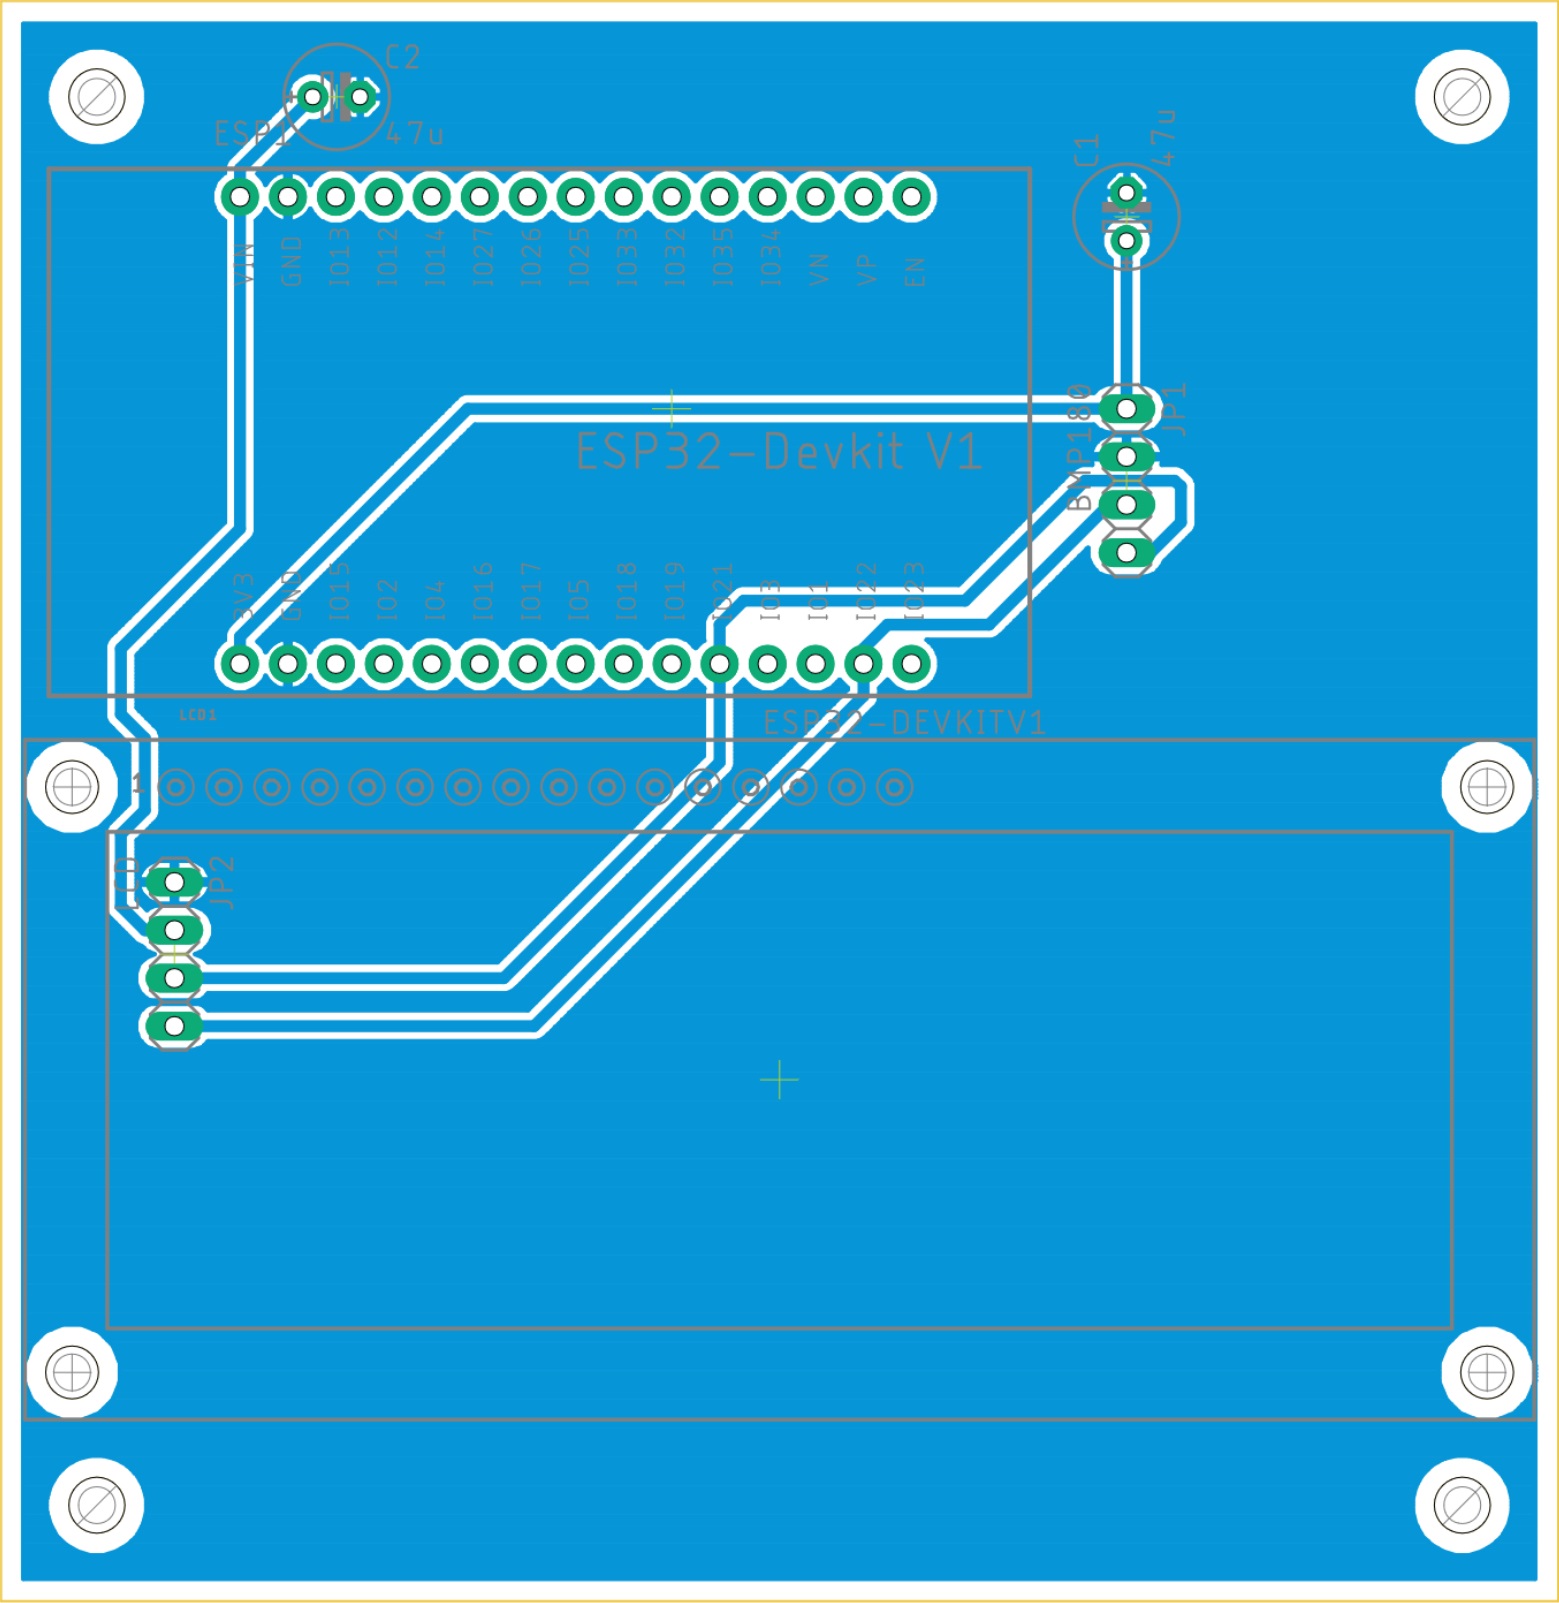 C2
47u
ESP1
C1
47u
VIN
GND
IO13
IO12
IO14
IO27
IO26
IO25
IO33
IO32
IO35
IO34
VN
VP
EN
BMP180
JP1
ESP32-Devkit V1
3V3
GND
IO15
IO2
IO4
IO16
IO17
IO5
IO18
IO19
IO21
IO3
IO1
IO22
IO23
LCD1
ESP32-DEVKITV1
1
LCD
JP2